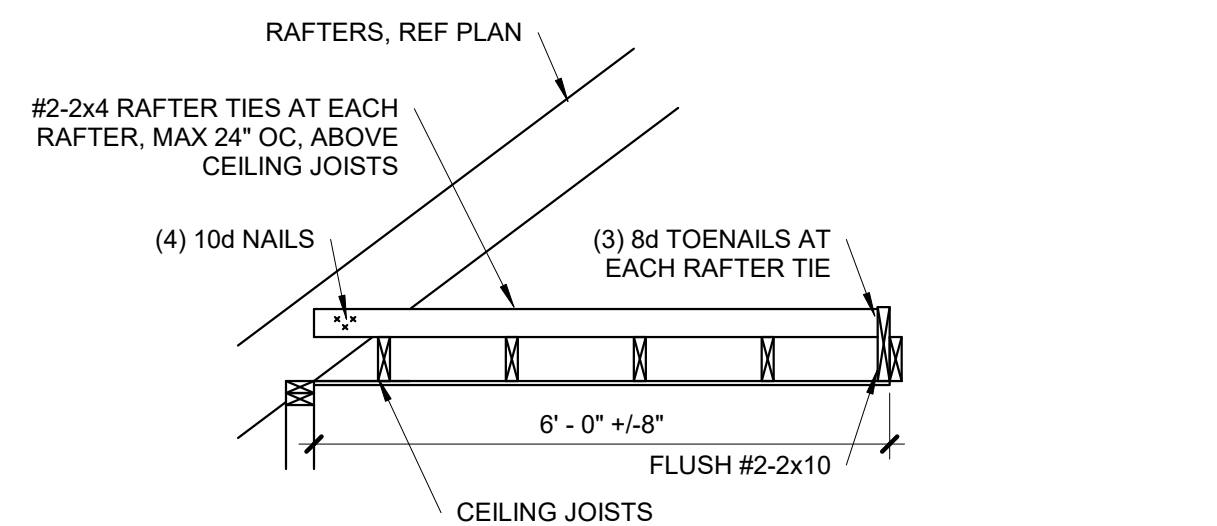 RAFTERS, REF PLAN
#2-2x4 RAFTER TIES AT EACH
RAFTER, MAX 24" OC, ABOVE
CEILING JOISTS
(4) 10d NAILS
(3) 8d TOENAILS AT
EACH RAFTER TIE
6' - 0" +/-8"
FLUSH #2-2x10
CEILING JOISTS